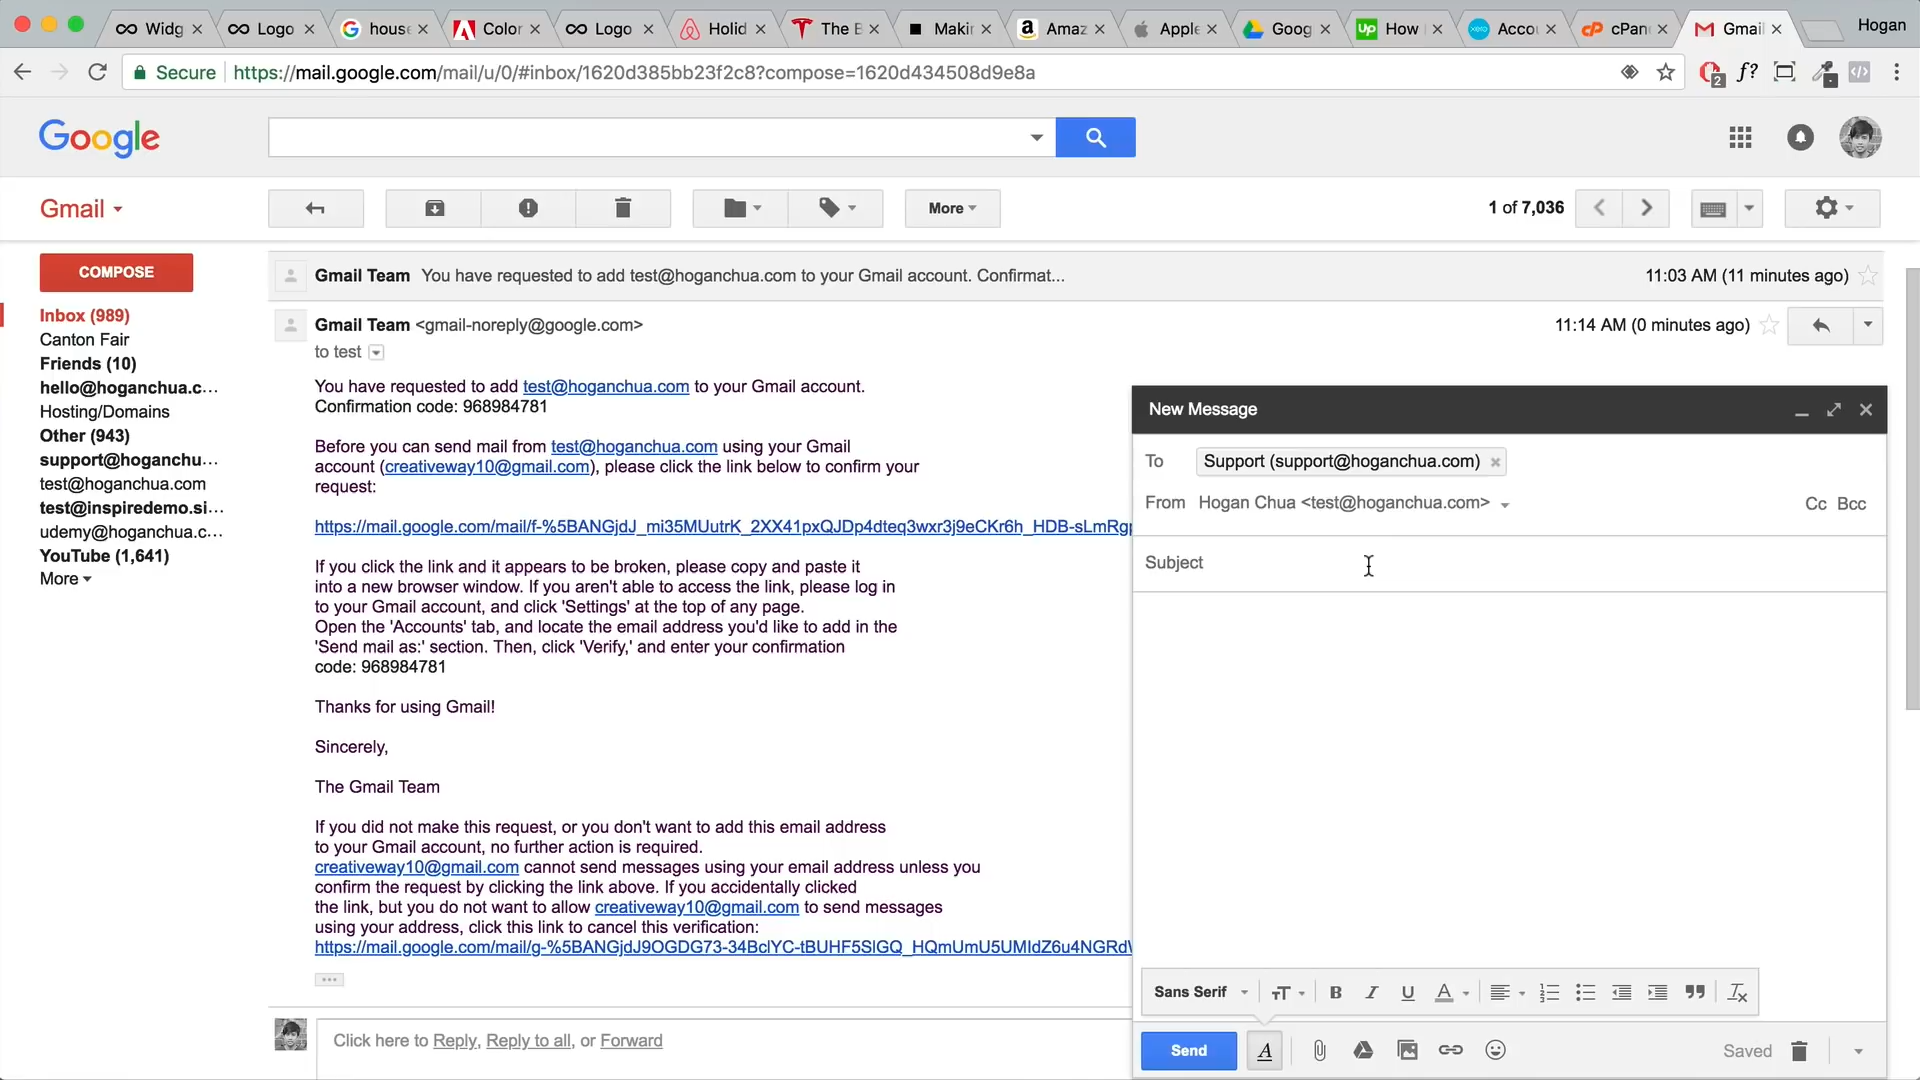 Widg
Logo
house
Color
Logo
Holid
The B
Makin
Amaz
Apple
Goog
Up How
xero Accou
cP cPan
Gmail
Hogan
Secure https://mail.google.com/mail/u/0/#inbox/1620d385bb23f2c8?compose=1620d434508d9e8a
2 f?
Google
Gmail
More
1 of 7,036
COMPOSE
Inbox (989)
Canton Fair
Friends (10)
hello@hoganchua.c...
Hosting/Domains
Other (943)
support@hoganchu...
test@hoganchua.com
test@inspiredemo.si...
udemy@hoganchua.c...
YouTube (1,641)
More
Gmail Team You have requested to add test@hoganchua.com to your Gmail account. Confirmat...
11:03 AM (11 minutes ago)
Gmail Team <gmail-noreply@google.com>
11:14 AM (0 minutes ago)
to test
You have requested to add test@hoganchua.com to your Gmail account.
Confirmation code: 968984781
Before you can send mail from test@hoganchua.com using your Gmail
account (creativeway10@gmail.com), please click the link below to confirm your
request:
https://mail.google.com/mail/f-%5BANGjdJ_mi35MUutrK_2XX41pxQJDp4dteq3wxr3j9eCKr6h_HDB-sLmRgp
If you click the link and it appears to be broken, please copy and paste it
into a new browser window. If you aren't able to access the link, please log in
to your Gmail account, and click 'Settings' at the top of any page.
Open the 'Accounts' tab, and locate the email address you'd like to add in the
'Send mail as:' section. Then, click 'Verify,' and enter your confirmation
code: 968984781
Thanks for using Gmail!
Sincerely,
The Gmail Team
If you did not make this request, or you don't want to add this email address
to your Gmail account, no further action is required.
creativeway10@gmail.com cannot send messages using your email address unless you
confirm the request by clicking the link above. If you accidentally clicked
the link, but you do not want to allow creativeway10@gmail.com to send messages
using your address, click this link to cancel this verification:
https://mail.google.com/mail/g-%5BANGjdJ9OGDG73-34BclYC-tBUHF5SlGQ_HQmUmU5UMIdZ6u4NGRdW
Click here to Reply, Reply to all, or Forward
New Message
To Support (support@hoganchua.com)
From Hogan Chua <test@hoganchua.com>
Cc Bcc
Subject
Sans Serif
Send
Saved